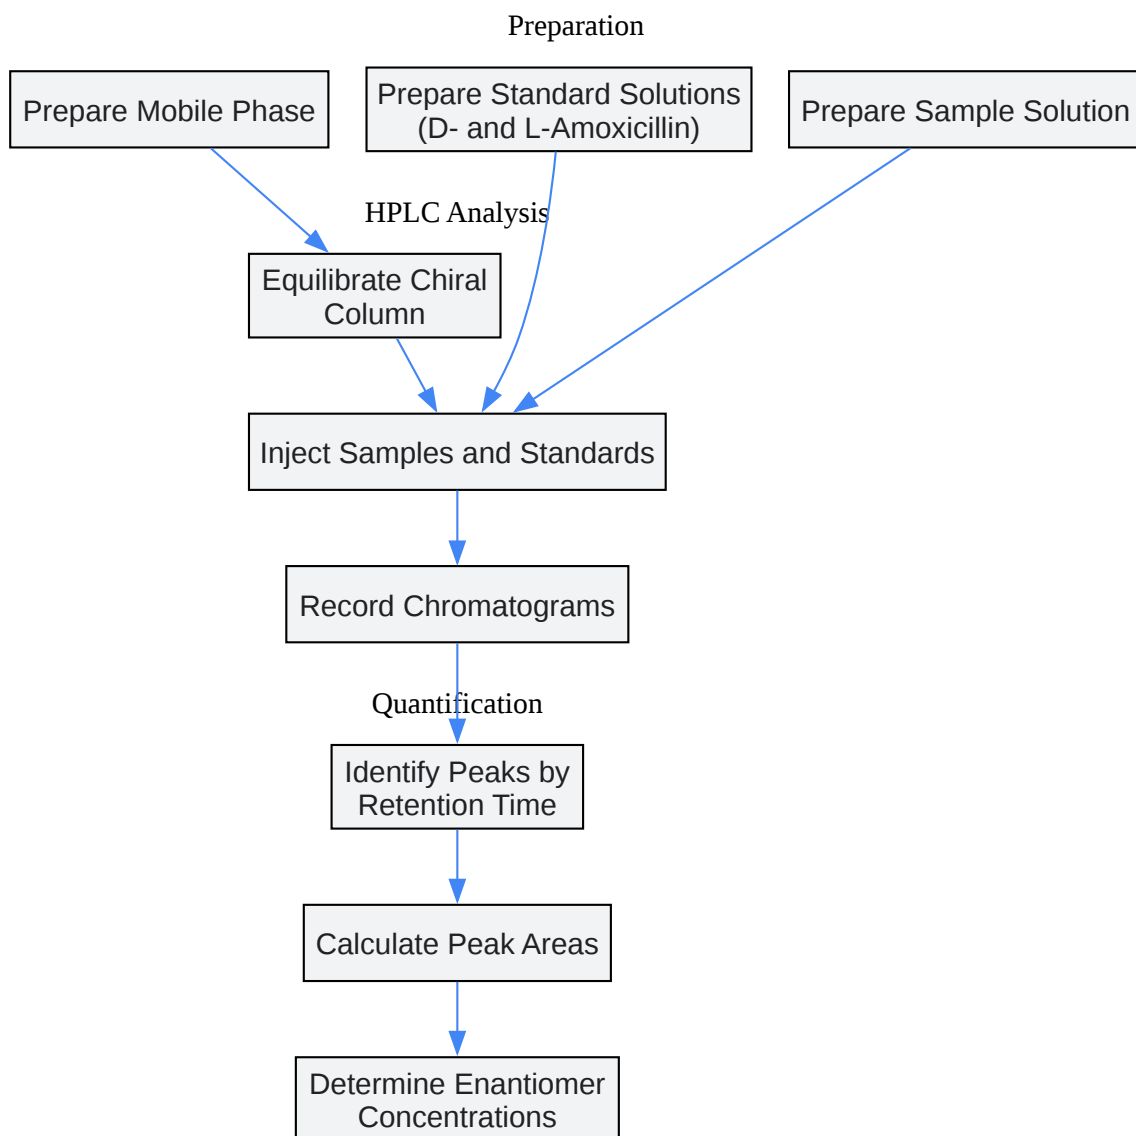 Preparation
Prepare Mobile Phase
Prepare Standard Solutions
(D- and L-Amoxicillin)
Prepare Sample Solution
HPLC Analysis
Equilibrate Chiral
Column
Inject Samples and Standards
Record Chromatograms
Quantification
Identify Peaks by
Retention Time
Calculate Peak Areas
Determine Enantiomer
Concentrations